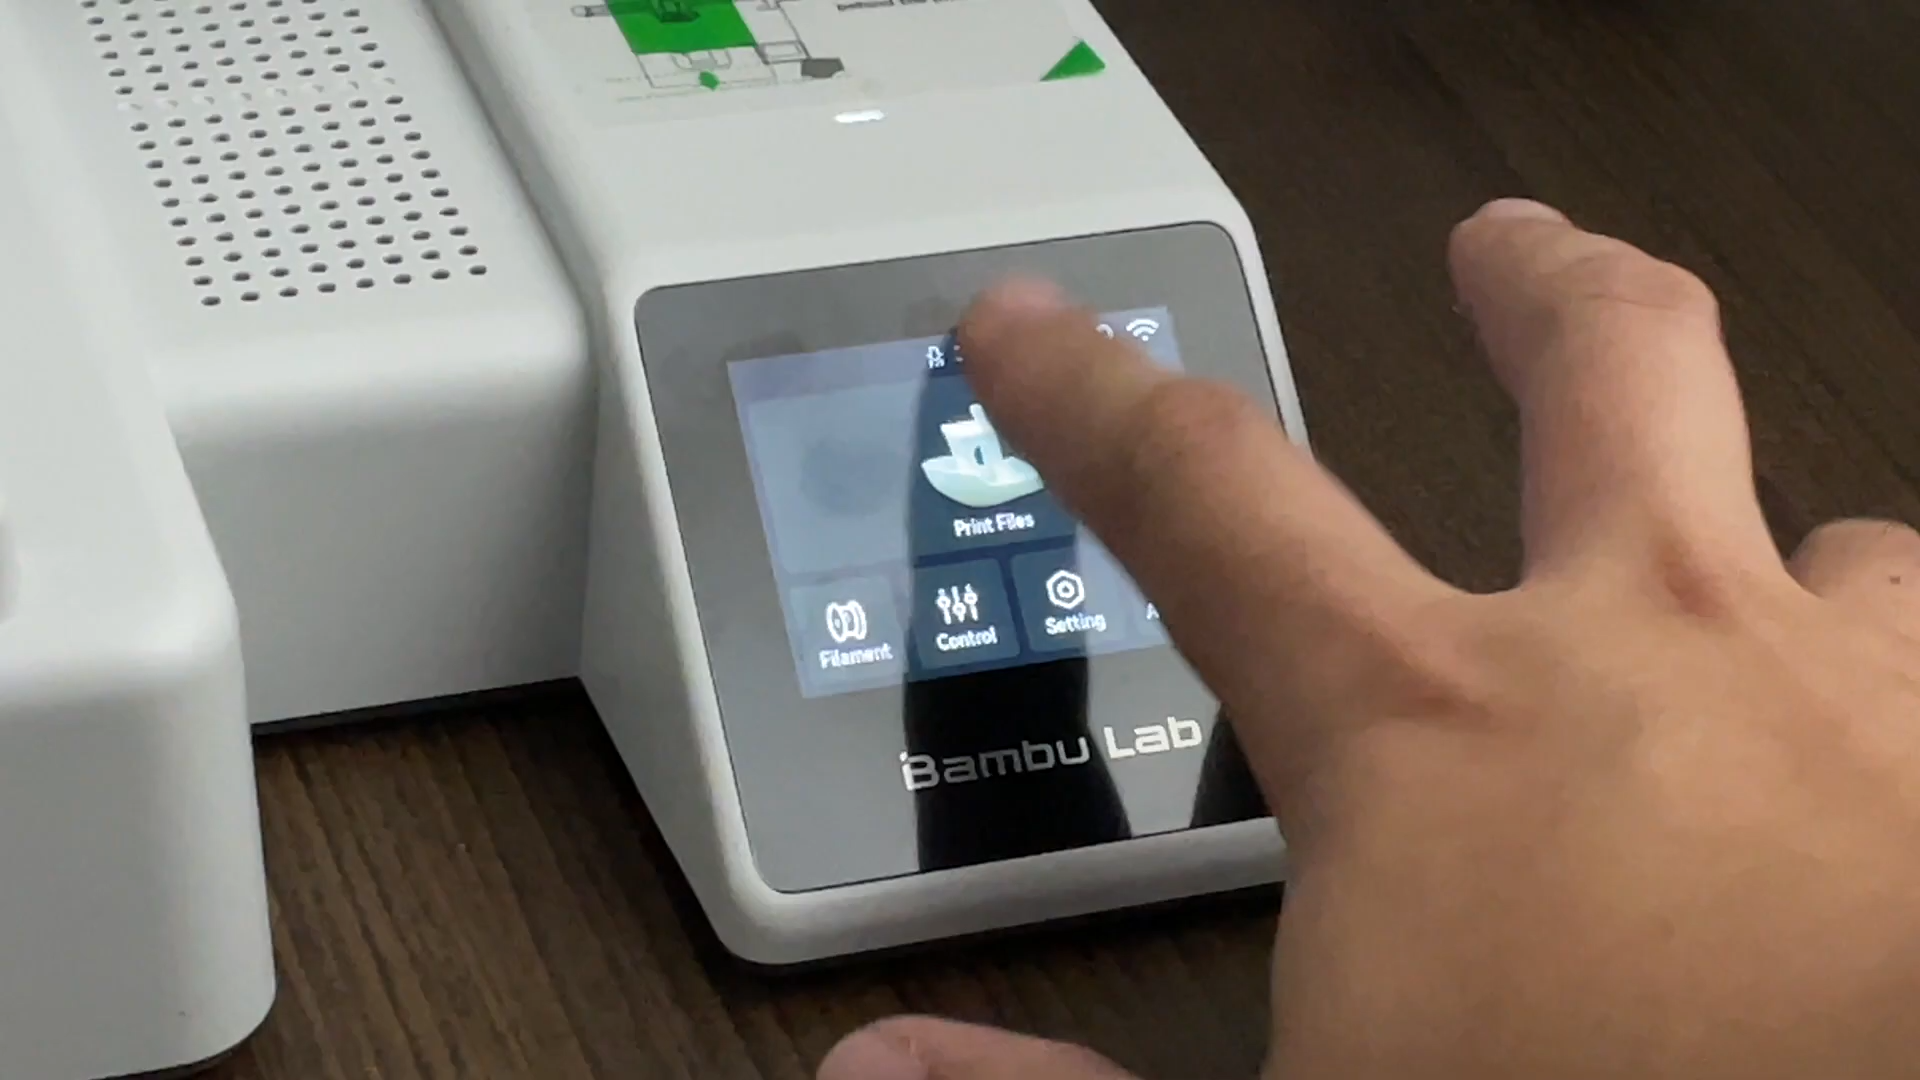 Print Files
Filament
Control
Setting
Bambu Lab